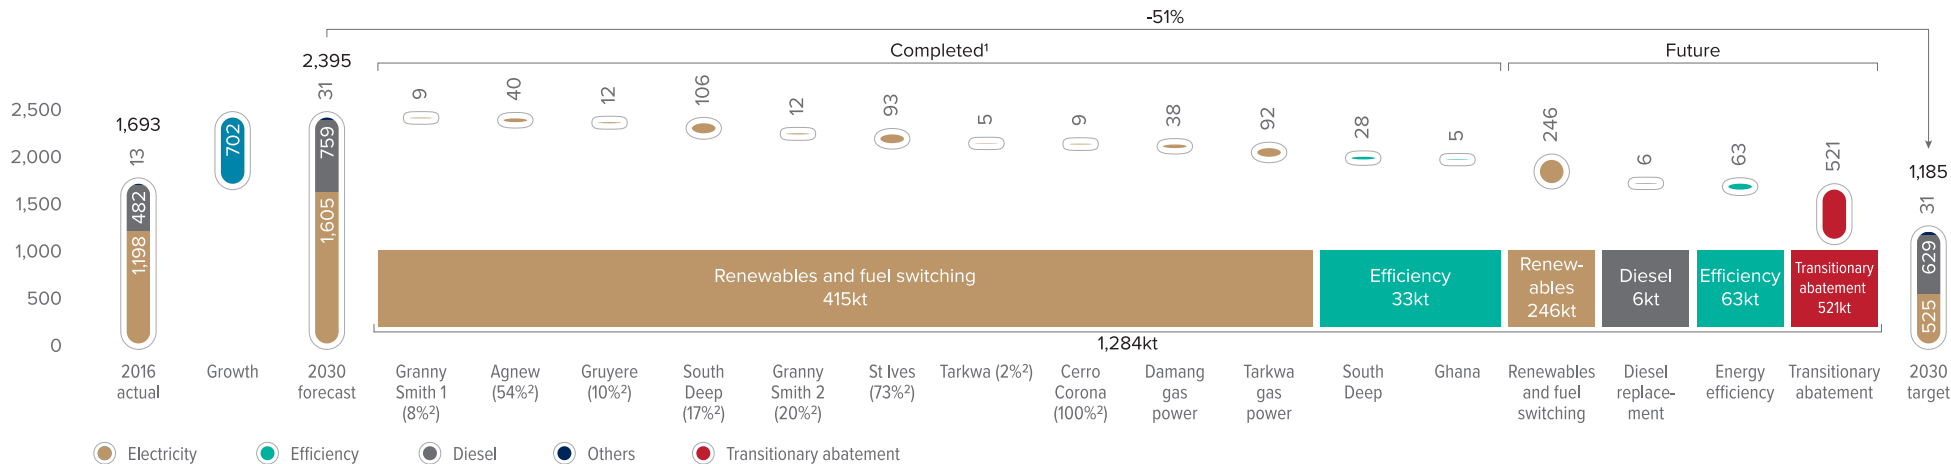 -51%
Completed¹
Future
2,395
1,693
1,185
2,500
2,000
1,500
1,000
500
0
13
482
1,198
702
31
759
1,605
9
40
12
106
12
93
5
9
38
92
28
5
246
6
63
521
31
629
525
Renewables and fuel switching
415kt
Efficiency
33kt
Renew-
ables
246kt
Diesel
6kt
Efficiency
63kt
Transitionary
abatement
521kt
1,284kt
2016
actual
Growth
2030
forecast
Granny
Smith 1
(8%²)
Agnew
(54%²)
Gruyere
(10%²)
South
Deep
(17%²)
Granny
Smith 2
(20%²)
St Ives
(73%²)
Tarkwa (2%²)
Cerro
Corona
(100%²)
Damang
gas
power
Tarkwa
gas
power
South
Deep
Ghana
Renewables
and fuel
switching
Diesel
replace-
ment
Energy
efficiency
Transitionary
abatement
2030
target
Electricity
Efficiency
Diesel
Others
Transitionary abatement